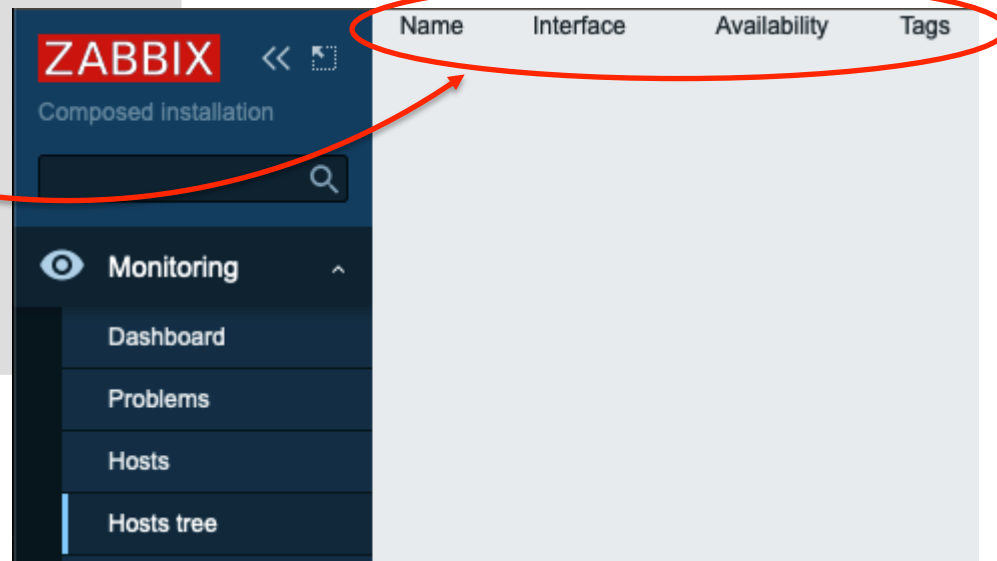 Name Interface Availability Tags
ZABBIX
Composed installation
Monitoring
Dashboard
Problems
Hosts
Hosts tree